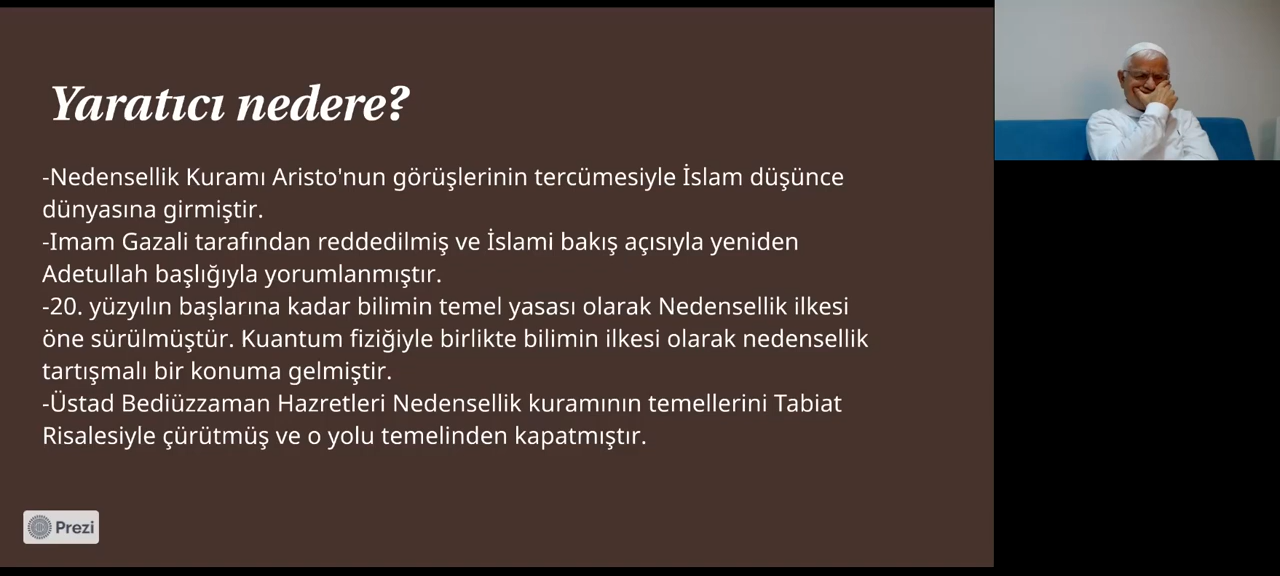 Yaratıcı nedere?
-Nedensellik Kuramı Aristo'nun görüşlerinin tercümesiyle İslam düşünce
dünyasına girmiştir.
-Imam Gazali tarafından reddedilmiş ve İslami bakış açısıyla yeniden
Adetullah başlığıyla yorumlanmıştır.
-20. yüzyılın başlarına kadar bilimin temel yasası olarak Nedensellik ilkesi
öne sürülmüştür. Kuantum fiziğiyle birlikte bilimin ilkesi olarak nedensellik
tartışmalı bir konuma gelmiştir.
-Üstad Bediüzzaman Hazretleri Nedensellik kuramının temellerini Tabiat
Risalesiyle çürütmüş ve o yolu temelinden kapatmıştır.
Prezi